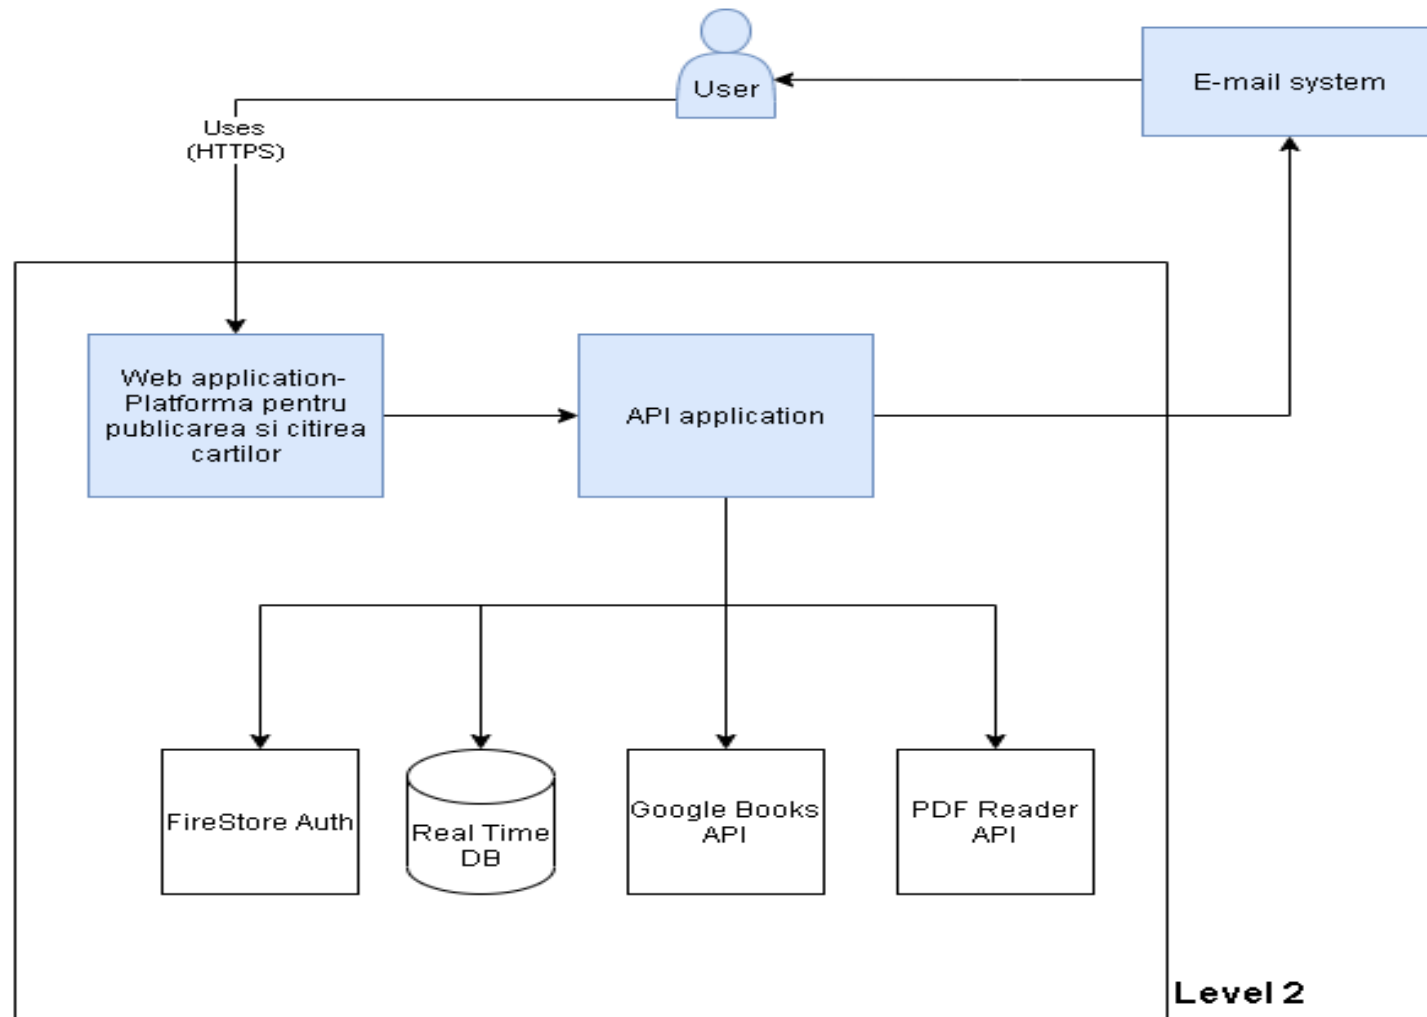 User
E-mail system
Uses
(HTTPS)
Web application-
Platforma pentru
publicarea si citirea
cartilor
API application
FireStore Auth
Real Time
DB
Google Books
API
PDF Reader
API
Level 2